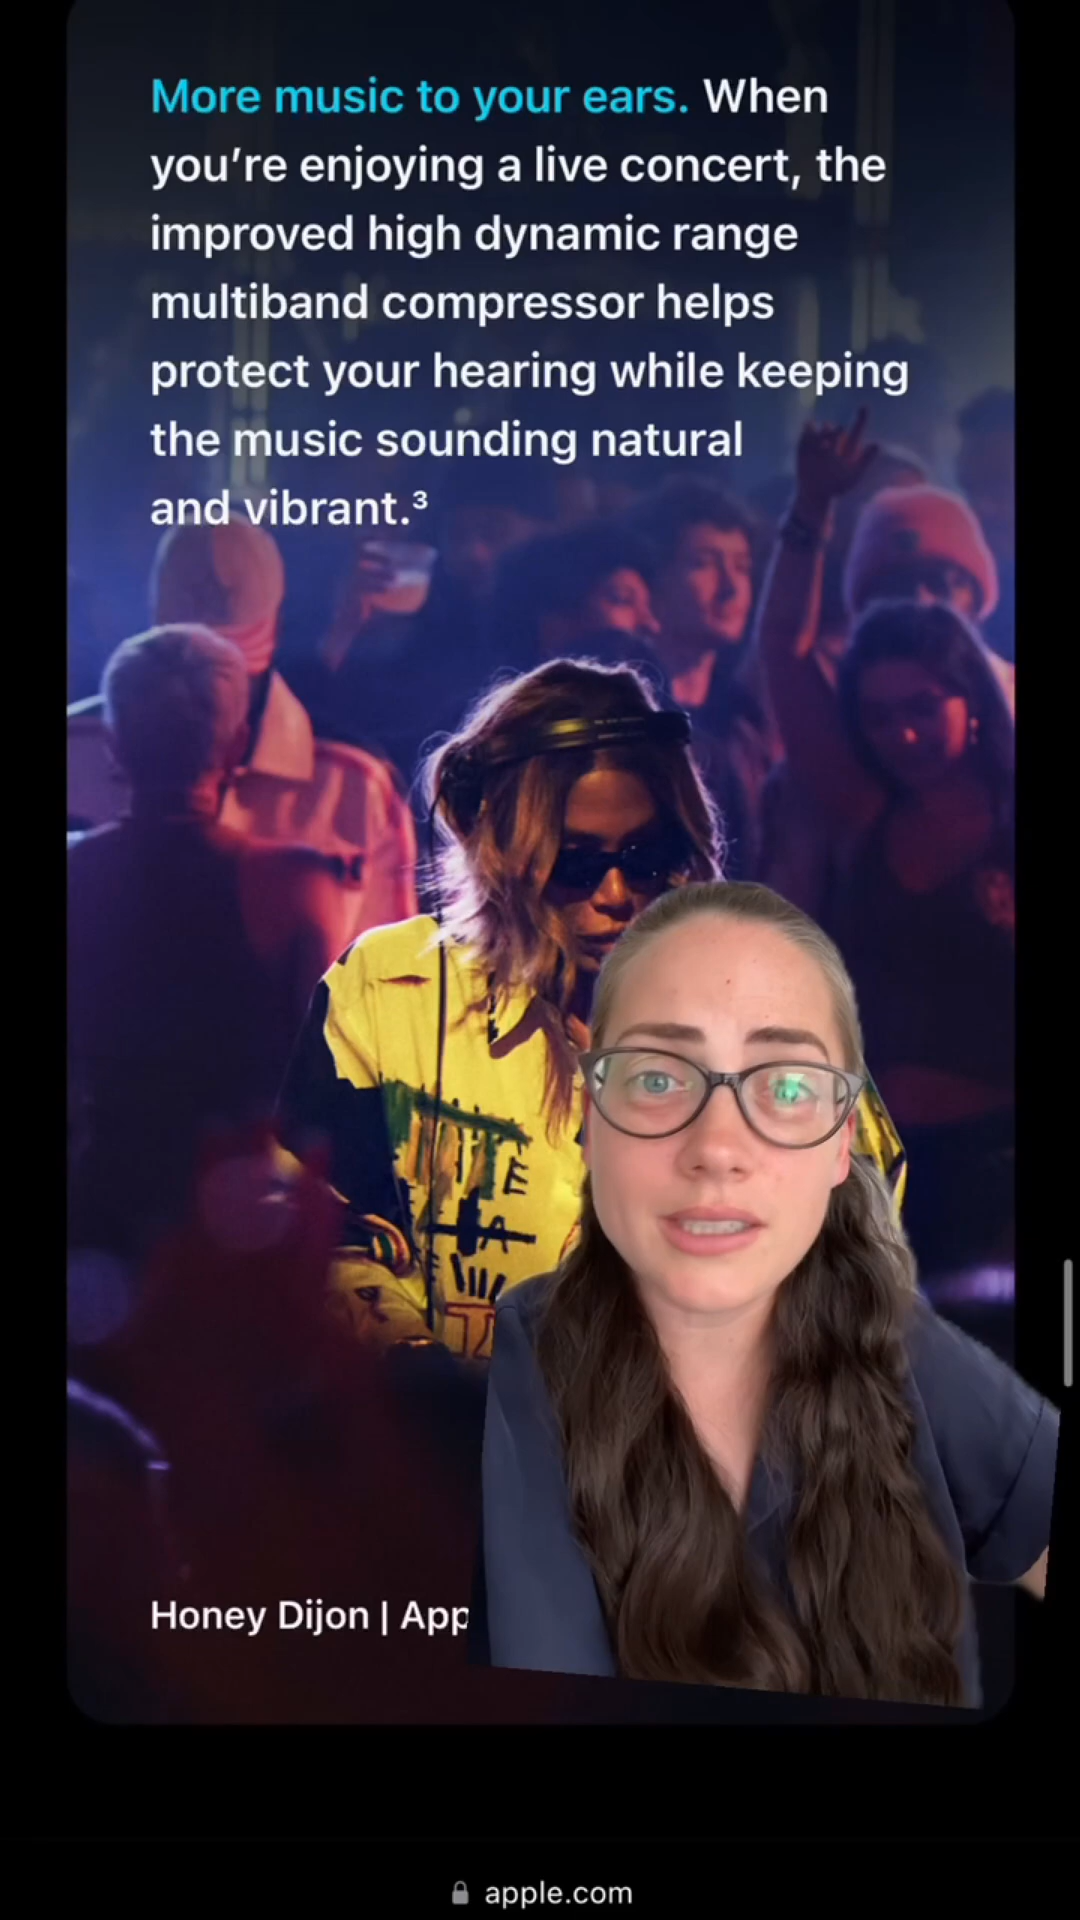 More music to your ears. When
you’re enjoying a live concert, the
improved high dynamic range
multiband compressor helps
protect your hearing while keeping
the music sounding natural
and vibrant.³
Honey Dijon | App
apple.com